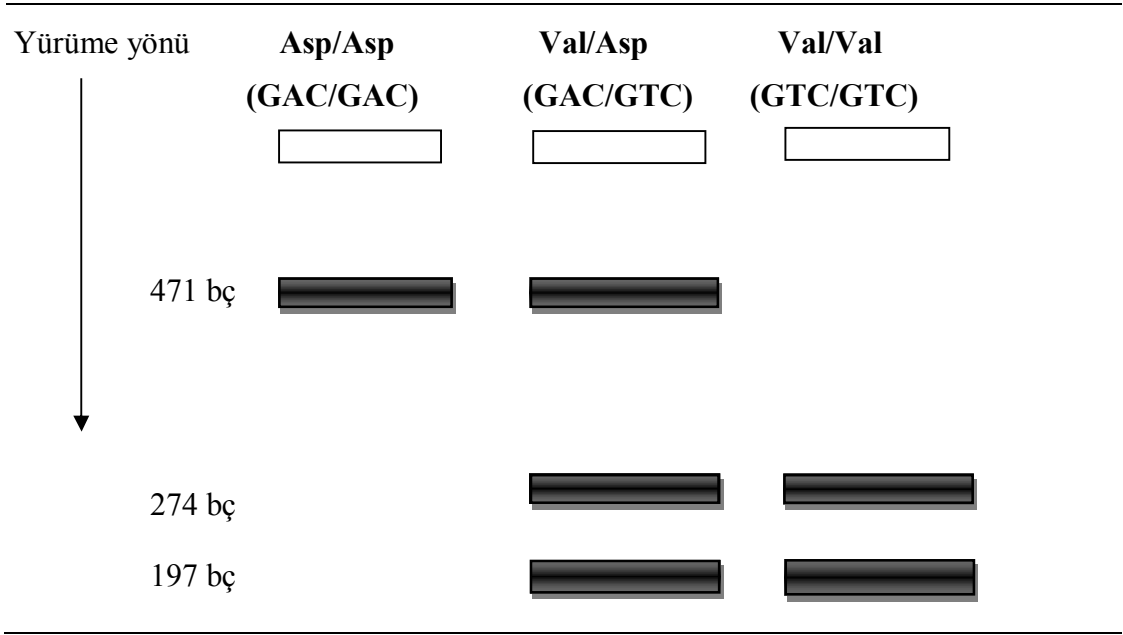 Yürüme yönü Asp/Asp Val/Asp Val/Val
(GAC/GAC) (GAC/GTC) (GTC/GTC)
471 bç
274 bç
197 bç